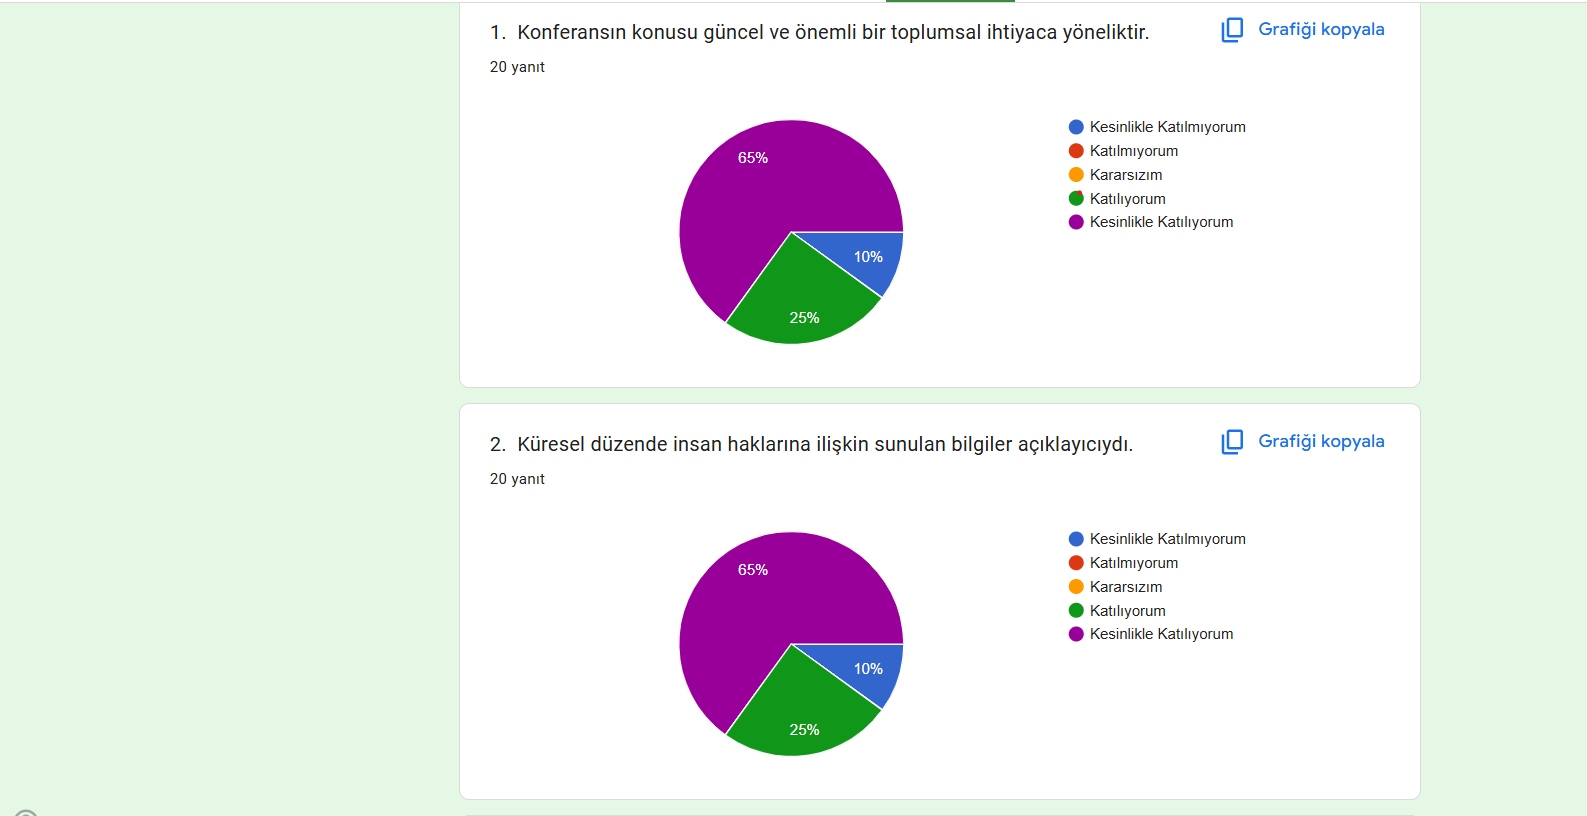 1. Konferansın konusu güncel ve önemli bir toplumsal ihtiyaca yöneliktir.
Grafiği kopyala
20 yanıt
65%
10%
25%
Kesinlikle Katılmıyorum
Katılmıyorum
Kararsızım
Katılıyorum
Kesinlikle Katılıyorum
2. Küresel düzende insan haklarına ilişkin sunulan bilgiler açıklayıcıydı.
Grafiği kopyala
20 yanıt
65%
10%
25%
Kesinlikle Katılmıyorum
Katılmıyorum
Kararsızım
Katılıyorum
Kesinlikle Katılıyorum